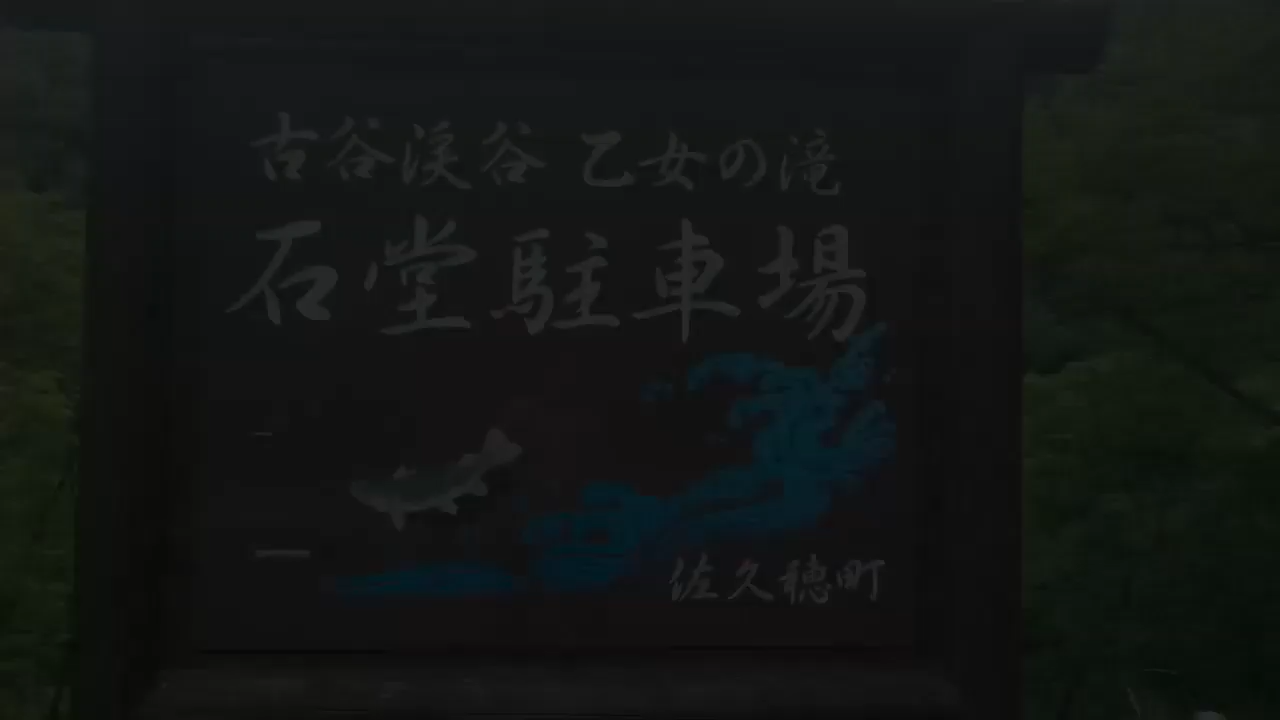 古谷渓谷 乙女の滝
石堂駐車場
佐久穂町